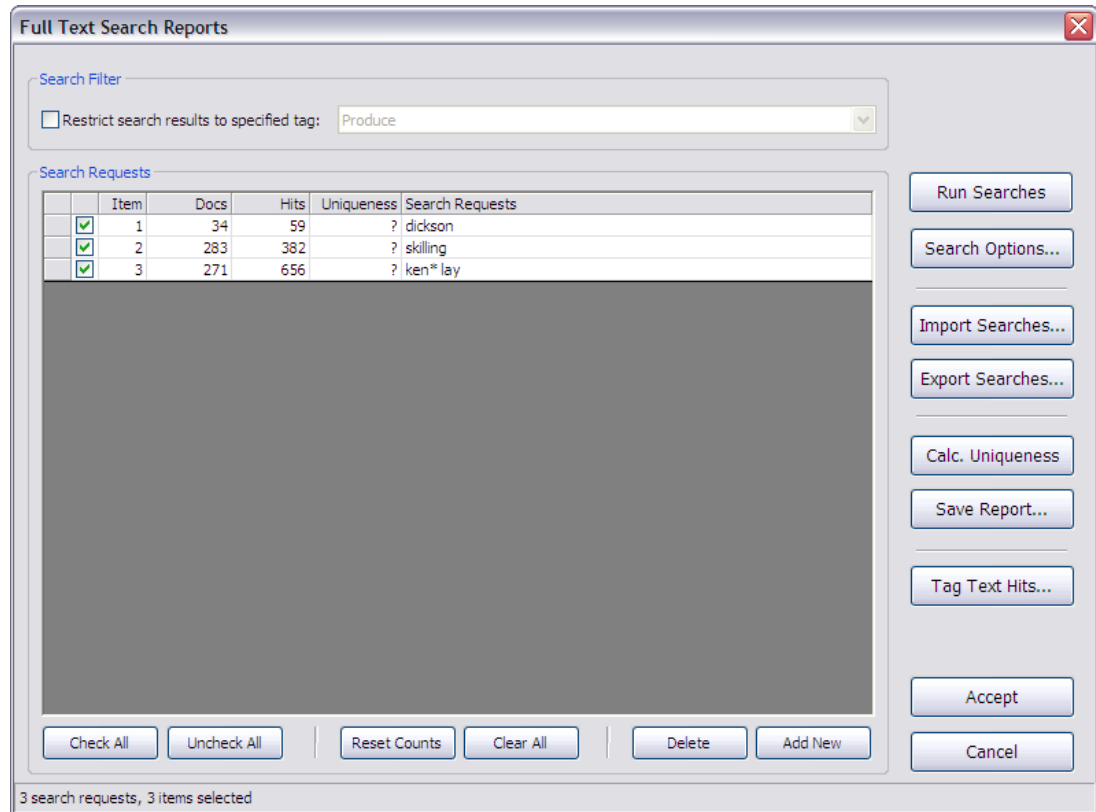 Full Text Search Reports
Search Filter
Restrict search results to specified tag: Produce
Search Requests
Item Docs Hits Uniqueness Search Requests
1 34 59 ? dickson
2 283 382 ? skilling
3 271 656 ? ken* lay
Run Searches
Search Options...
Import Searches...
Export Searches...
Calc. Uniqueness
Save Report...
Tag Text Hits...
Accept
Cancel
Check All Uncheck All Reset Counts Clear All Delete Add New
3 search requests, 3 items selected